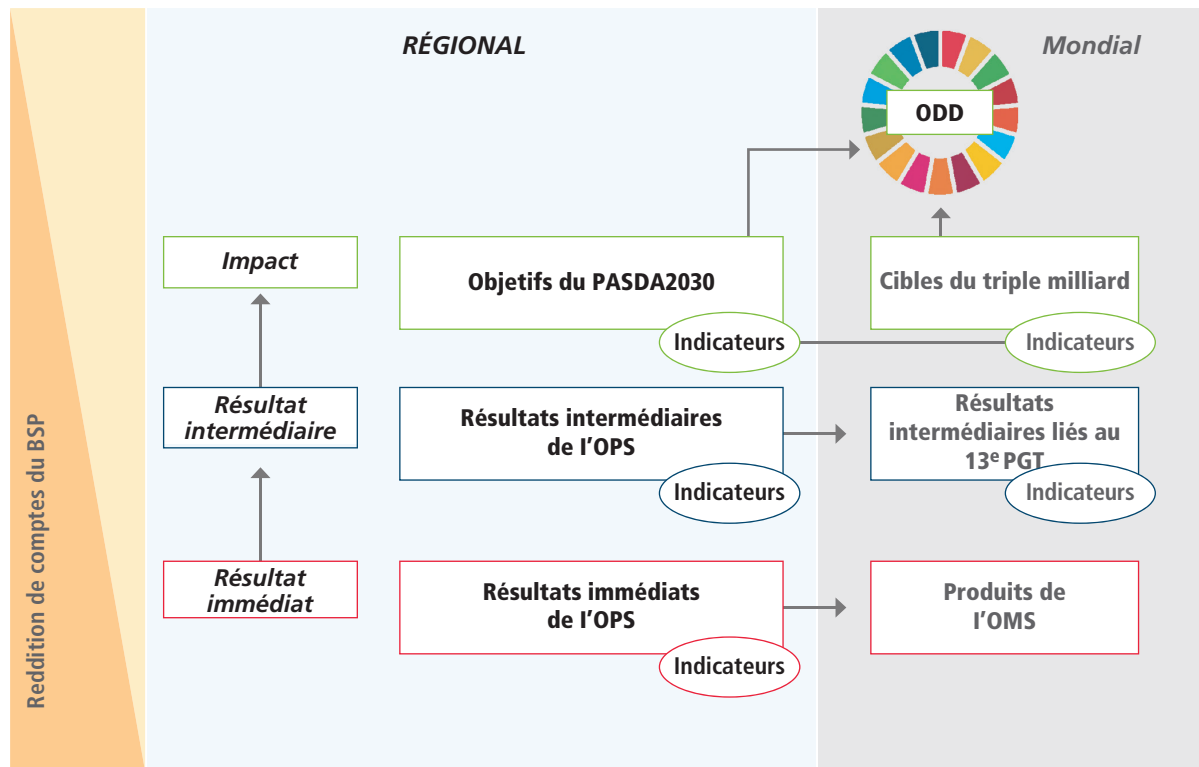 RÉGIONAL
Mondial
ODD
Impact
Objetifs du PASDA2030
Cibles du triple milliard
Indicateurs
Indicateurs
Résultat
intermédiaire
Résultats intermédiaires
de l’OPS
Résultats
intermédiaires liés au
13e PGT
Indicateurs
Indicateurs
Résultat
immédiat
Résultats immédiats
de l’OPS
Produits de
l’OMS
Indicateurs
Reddition de comptes du BSP